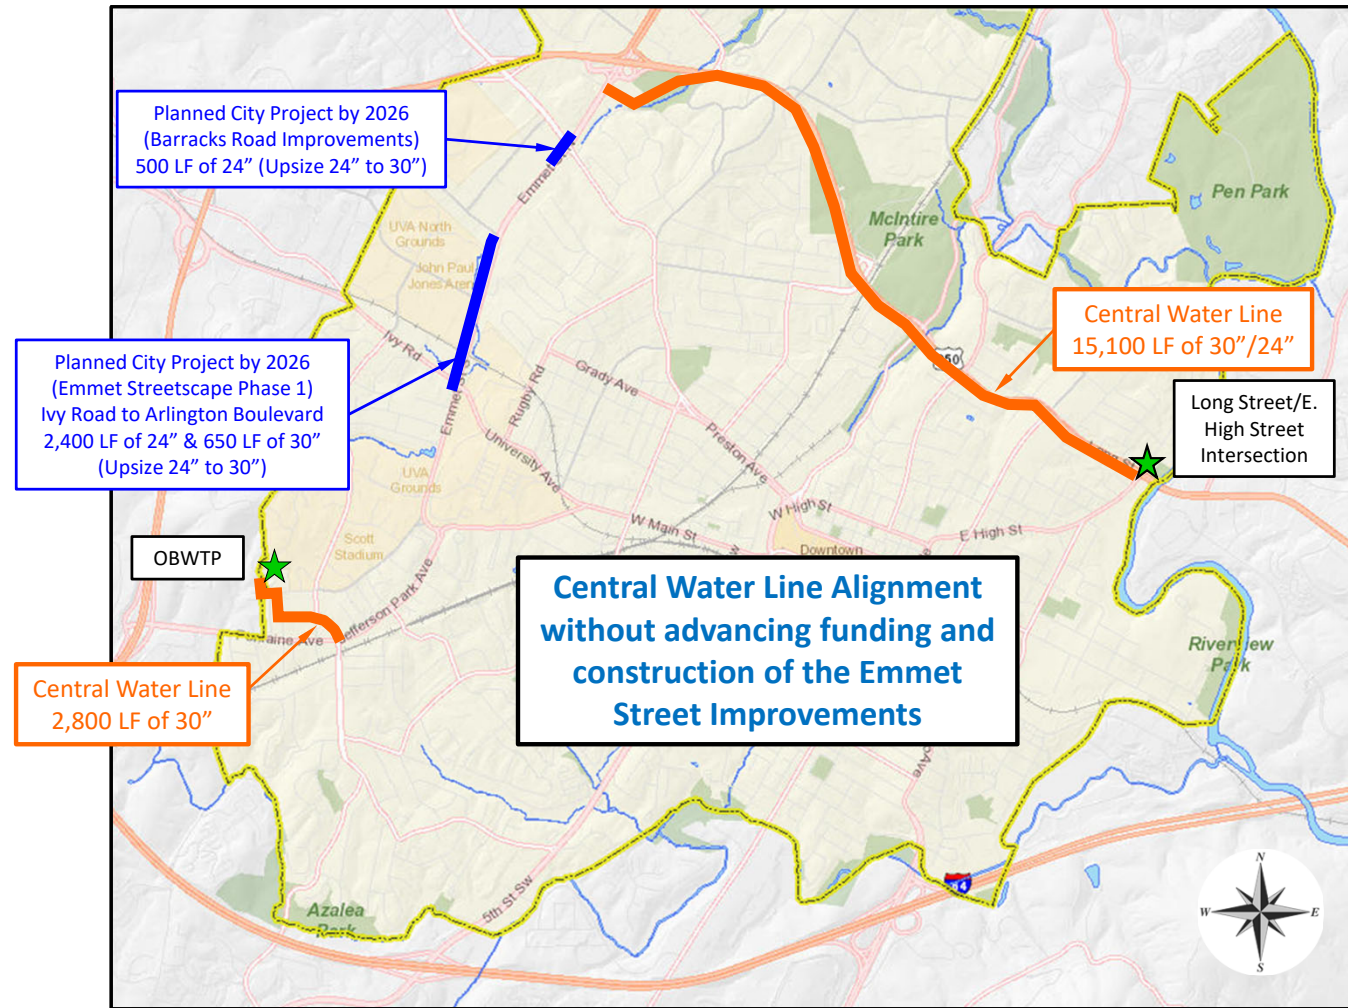 Planned City Project by 2026
(Barracks Road Improvements)
500 LF of 24” (Upsize 24” to 30”)
Pen Park
McIntire
Park
UVA North
Grounds
John Paul
Jones Aren
Central Water Line
15,100 LF of 30”/24”
Ivy Rd
Planned City Project by 2026
(Emmet Streetscape Phase 1)
Ivy Road to Arlington Boulevard
2,400 LF of 24” & 650 LF of 30”
(Upsize 24” to 30”)
Rugby Rd
Grady Ave
Long Street/E.
High Street
Intersection
Preston Ave
University Ave
UVA
Grounds
W High St
E High St
W Main St
Scott
Stadium
Downtown
OBWTP
Jefferson Park Ave
Central Water Line Alignment
without advancing funding and
construction of the Emmet
Street Improvements
Park
Central Water Line
2,800 LF of 30”
5th St Sw
Azalea
Park
N
W
E
S